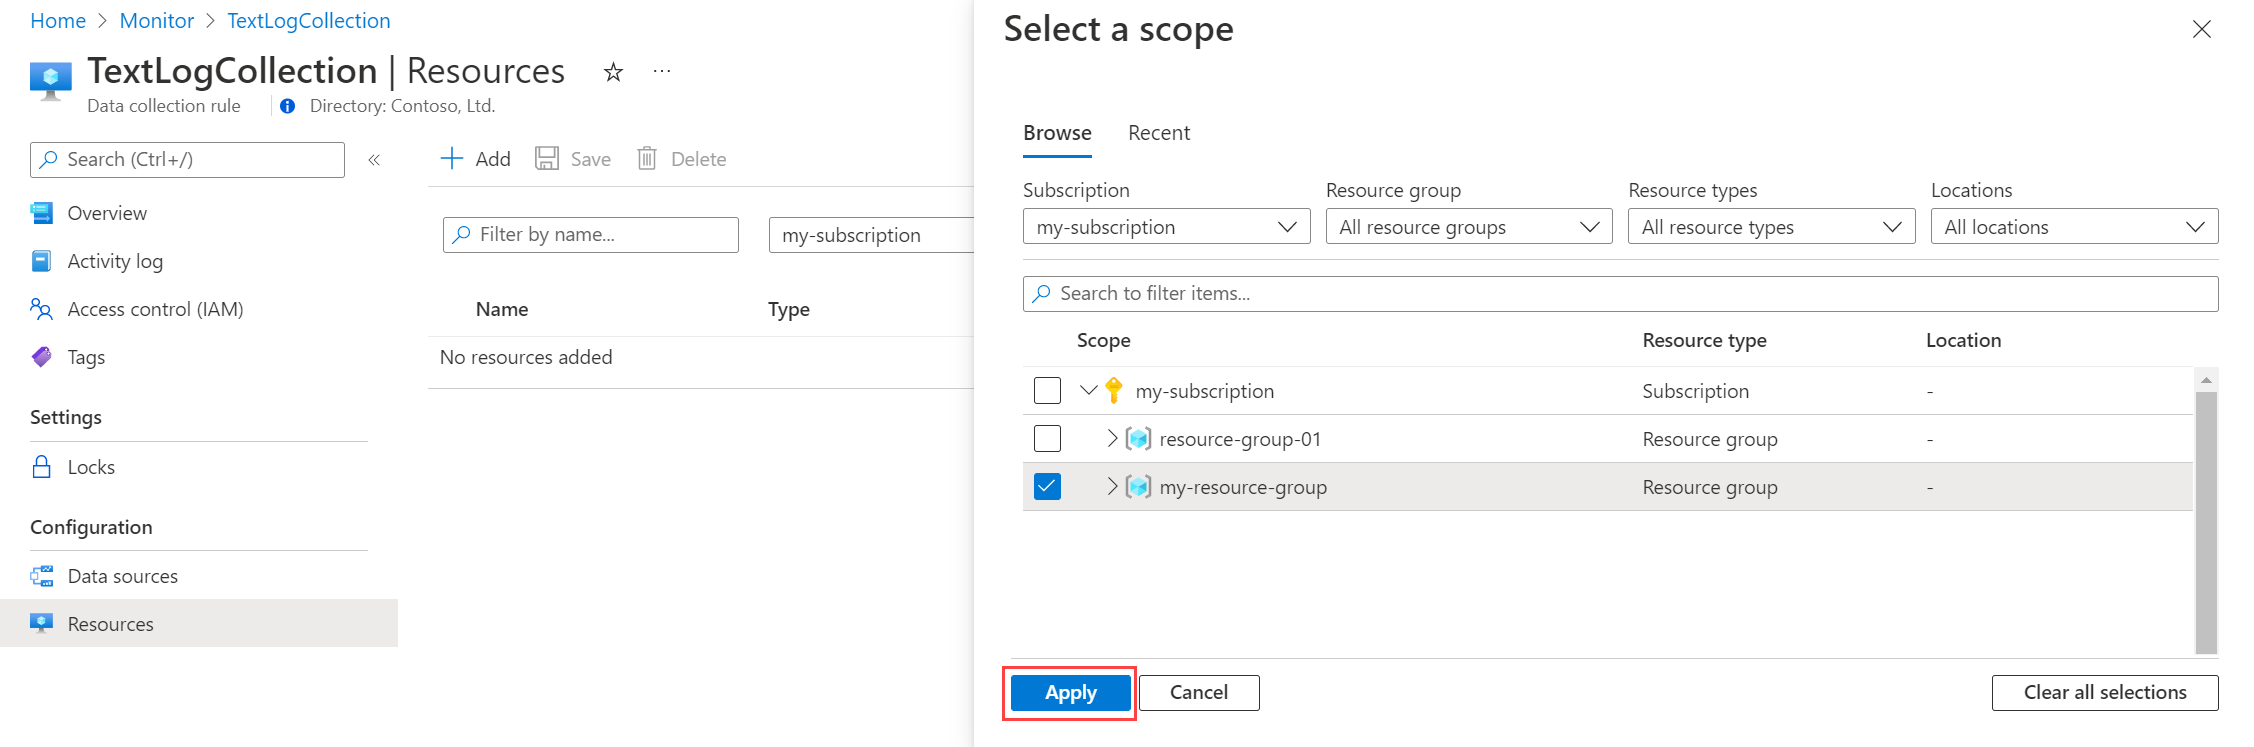 Home > Monitor > TextLogCollection
TextLogCollection | Resources
Data collection rule
Directory: Contoso, Ltd.
Search (Ctrl+/)
Overview
Activity log
Access control (IAM)
Tags
Settings
Locks
Configuration
Data sources
Resources
Add Save Delete
Filter by name...
my-subscription
Name Type
No resources added
Select a scope
Browse Recent
Subscription Resource group Resource types Locations
my-subscription All resource groups All resource types All locations
Search to filter items...
Scope Resource type Location
my-subscription Subscription -
resource-group-01 Resource group -
my-resource-group Resource group -
Apply Cancel Clear all selections